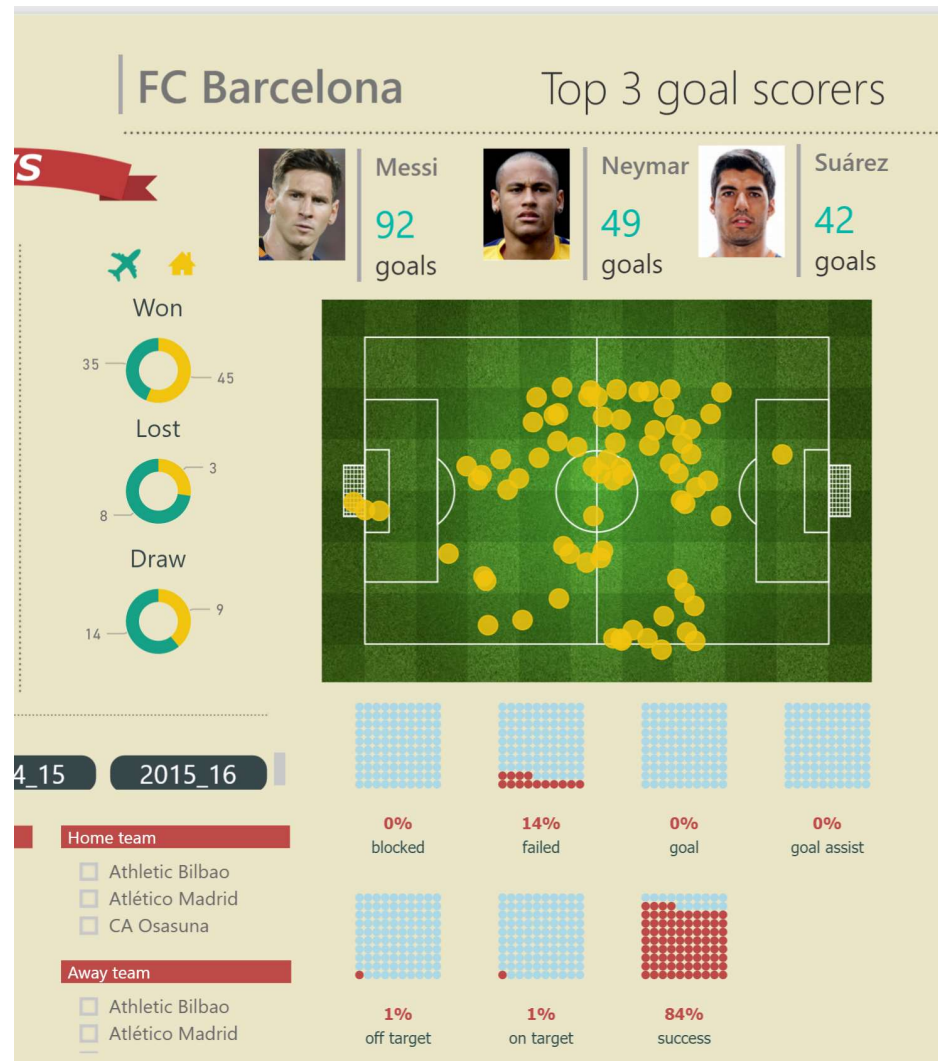 FC Barcelona
Top 3 goal scorers
Messi
92
goals
Neymar
49
goals
Suárez
42
goals
Won
35
45
Lost
3
8
Draw
9
14
2015_16
0%
blocked
14%
failed
0%
goal
0%
goal assist
Home team
Athletic Bilbao
Atlético Madrid
CA Osasuna
Away team
Athletic Bilbao
Atlético Madrid
1%
off target
1%
on target
84%
success